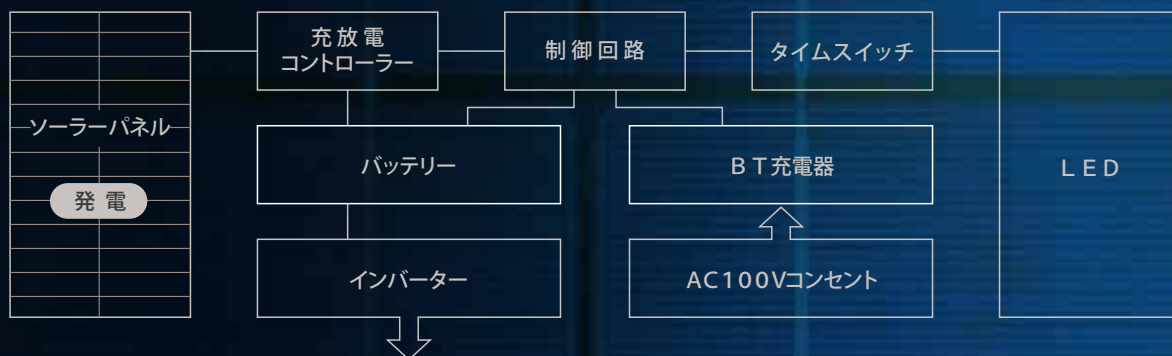 ソーラーパネル
発電
充放電
コントローラー
制御回路
タイムスイッチ
バッテリー
BT充電器
LED
インバーター
AC100Vコンセント